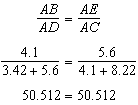 AB/AD = AE/AC
4.1/(3.42 + 5.6) = 5.6/(4.1 + 8.22)
50.512 = 50.512